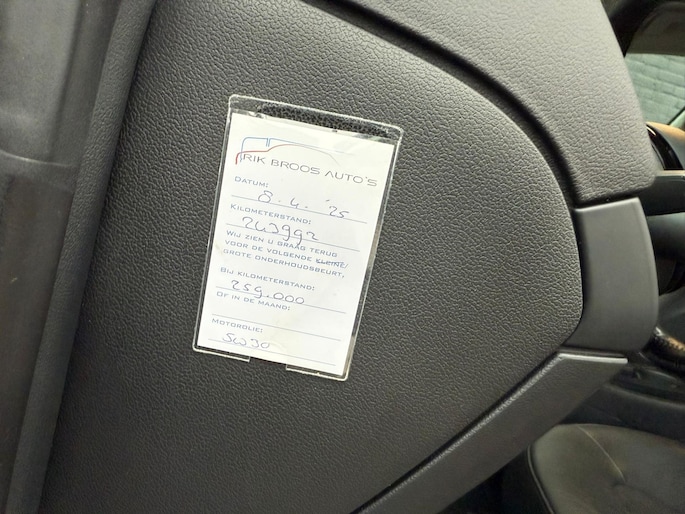 RIK BROOS AUTO'S
DATUM:
8.4.'25
KILOMETERSTAND:
243992
WIJ ZIEN U GRAAG TERUG
VOOR DE VOLGENDE KLEINE/
GROTE ONDERHOUDSBEURT,
BIJ KILOMETERSTAND:
259.000
OF IN DE MAAND:
MOTOROLIE:
5W30